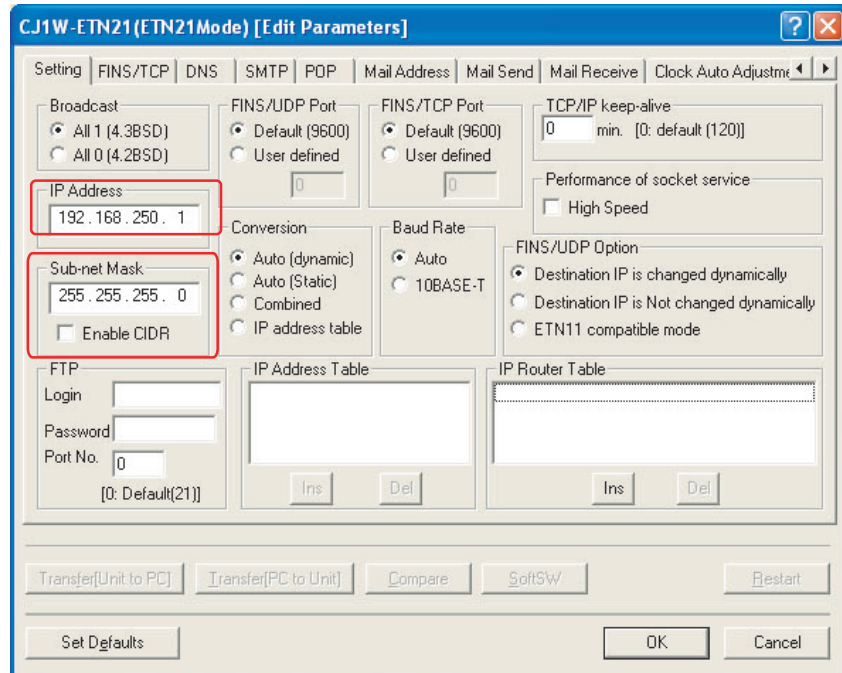 CJ1W-ETN21(ETN21Mode) [Edit Parameters]
Setting FINS/TCP DNS SMTP POP Mail Address Mail Send Mail Receive Clock Auto Adjustme
Broadcast
All 1 (4.3BSD)
All 0 (4.2BSD)
FINS/UDP Port
Default (9600)
User defined
0
FINS/TCP Port
Default (9600)
User defined
0
TCP/IP keep-alive
0 min. [0: default (120)]
Performance of socket service
High Speed
IP Address
192.168.250. 1
Sub-net Mask
255.255.255. 0
Enable CIDR
Conversion
Auto (dynamic)
Auto (Static)
Combined
IP address table
Baud Rate
Auto
10BASE-T
FINS/UDP Option
Destination IP is changed dynamically
Destination IP is Not changed dynamically
ETN11 compatible mode
FTP
Login
Password
Port No. 0
[0: Default(21)]
IP Address Table
Ins Del
IP Router Table
Ins Del
Transfer[Unit to PC] Transfer[PC to Unit] Compare SoftSW Restart
Set Defaults OK Cancel